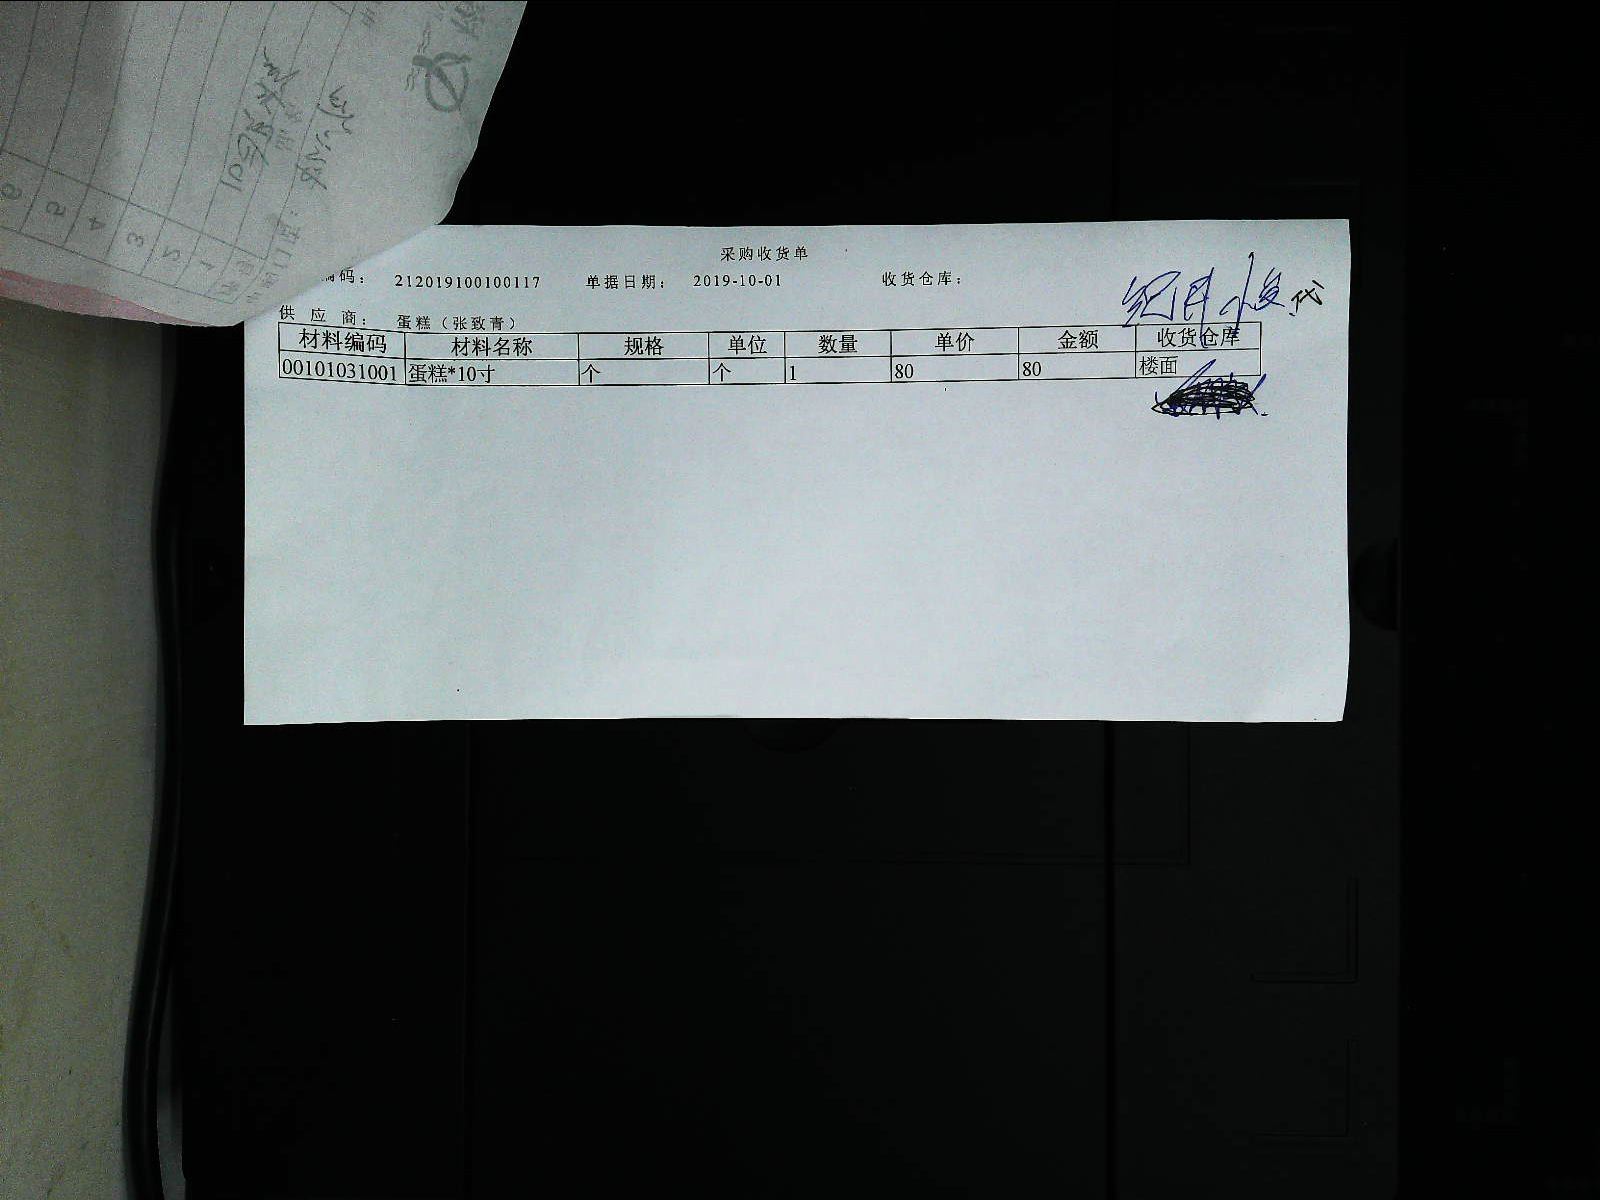 采购收货单
编码： 212019100100117 单据日期： 2019-10-01 收货仓库：
供应商： 蛋糕（张致青）
材料编码 材料名称 规格 单位 数量 单价 金额 收货仓库
00101031001 蛋糕*10寸 个 个 1 80 80 楼面
代